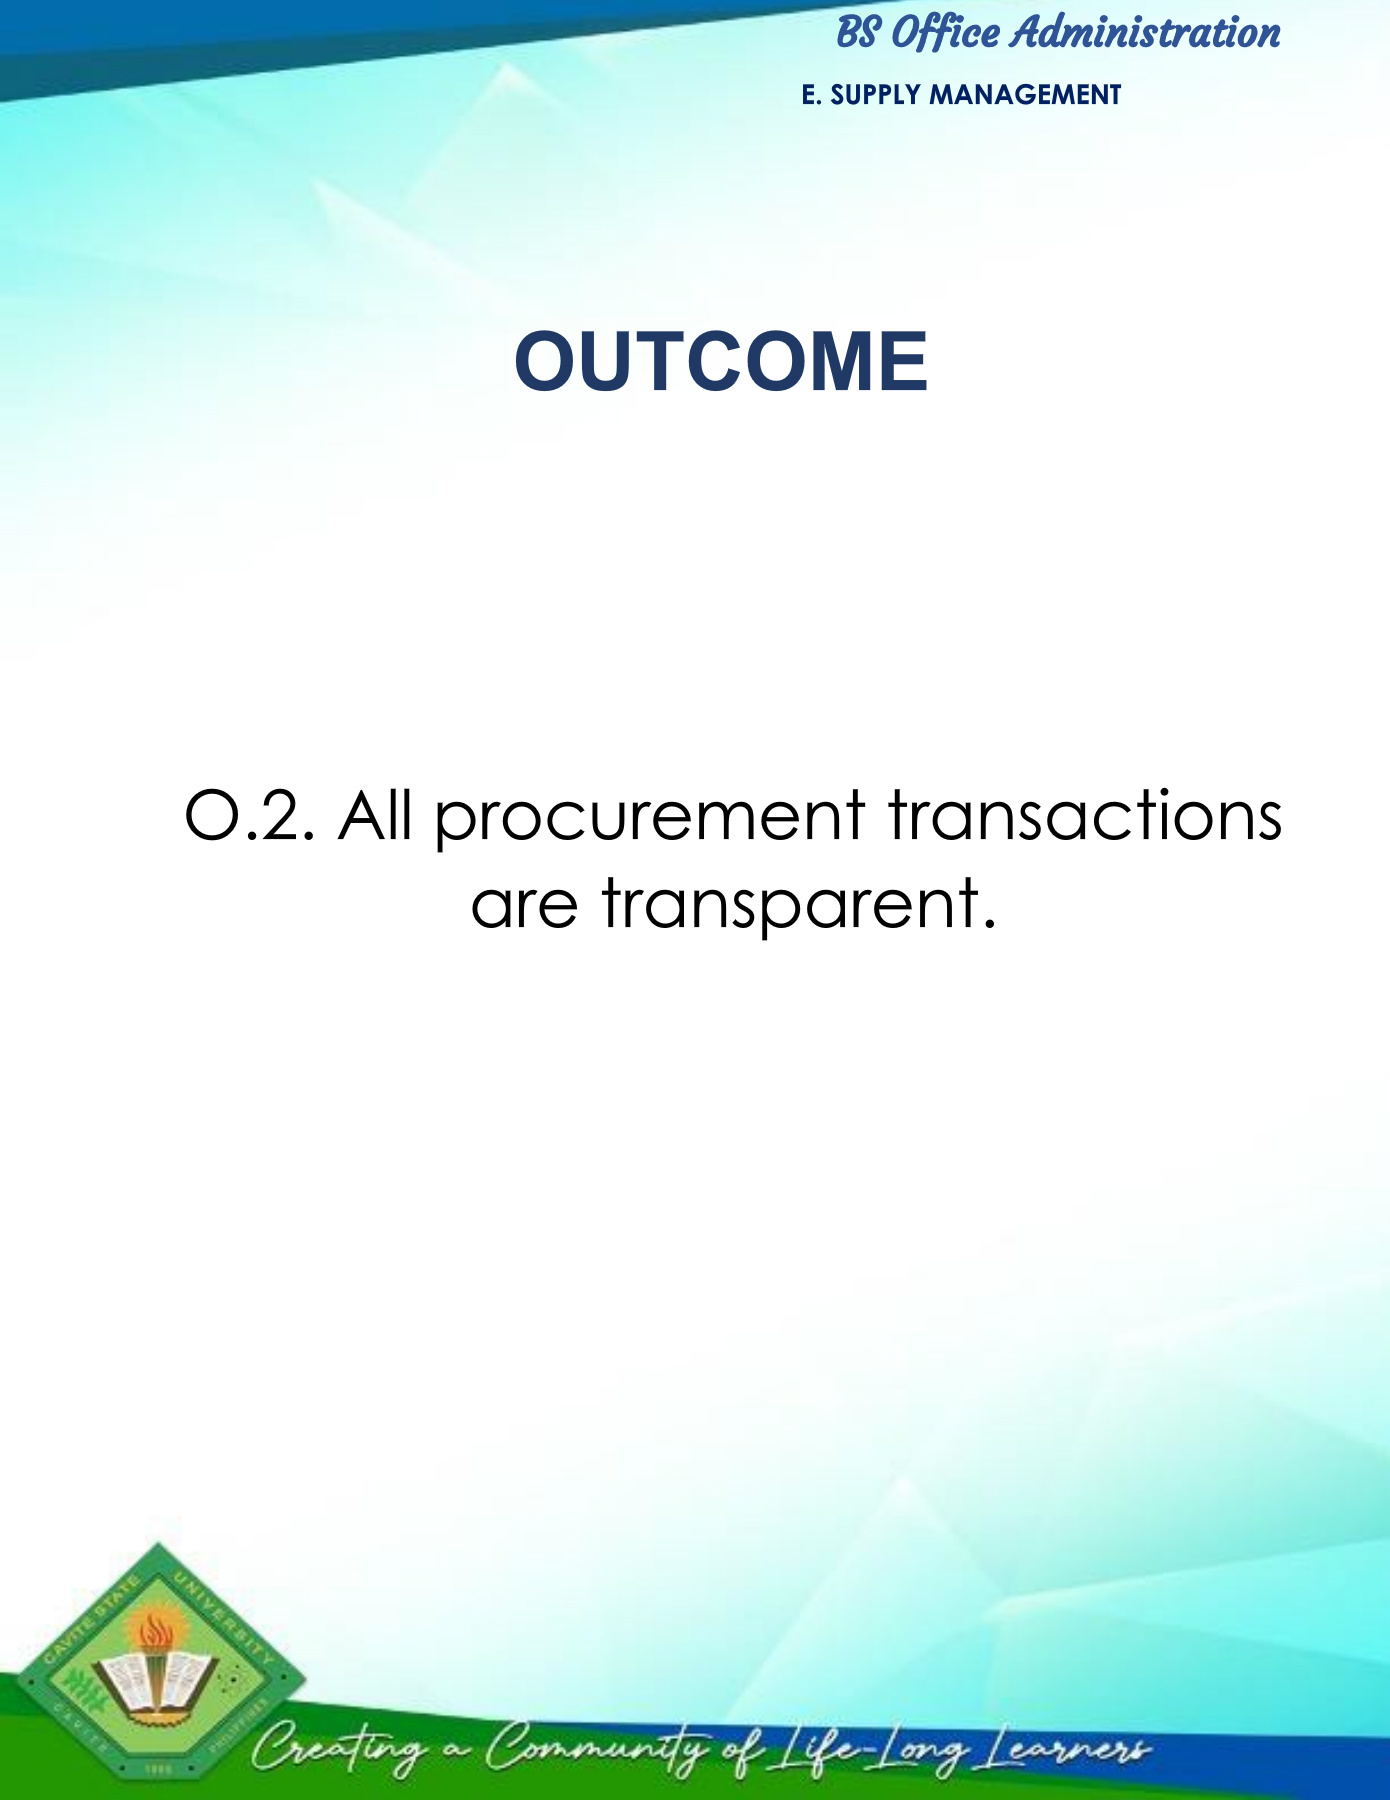 BS Office Administration
E. SUPPLY MANAGEMENT
OUTCOME
O.2. All procurement transactions
are transparent.
CAVITE STATE UNIVERSITY
CAVITE
PHILIPPINES
Creating a Community of Life-Long Learners